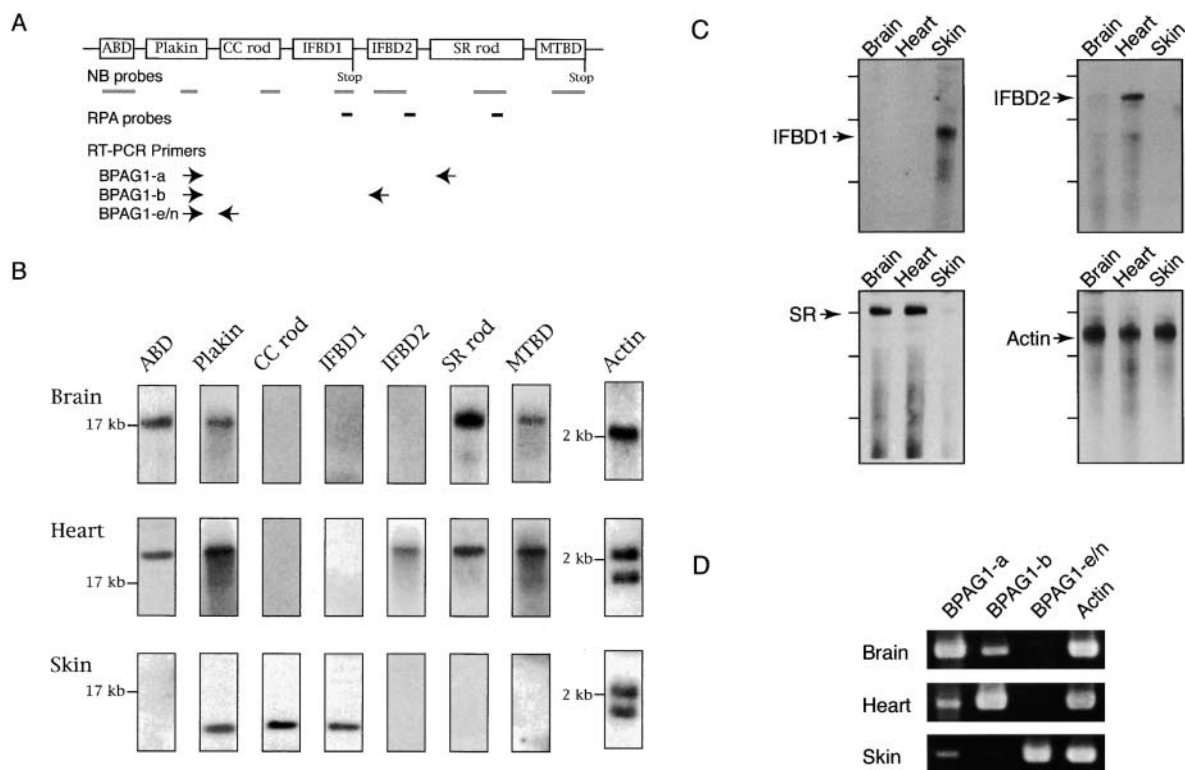 A
ABD Plakin CC rod IFBD1 IFBD2 SR rod MTBD
Stop Stop
NB probes
RPA probes
RT-PCR Primers
BPAG1-a
BPAG1-b
BPAG1-e/n
B
ABD Plakin CC rod IFBD1 IFBD2 SR rod MTBD Actin
Brain
17 kb 2 kb
Heart
17 kb 2 kb
Skin
17 kb 2 kb
C
Brain Heart Skin
IFBD1
Brain Heart Skin
IFBD2
Brain Heart Skin
SR
Brain Heart Skin
Actin
D
BPAG1-a BPAG1-b BPAG1-e/n Actin
Brain
Heart
Skin